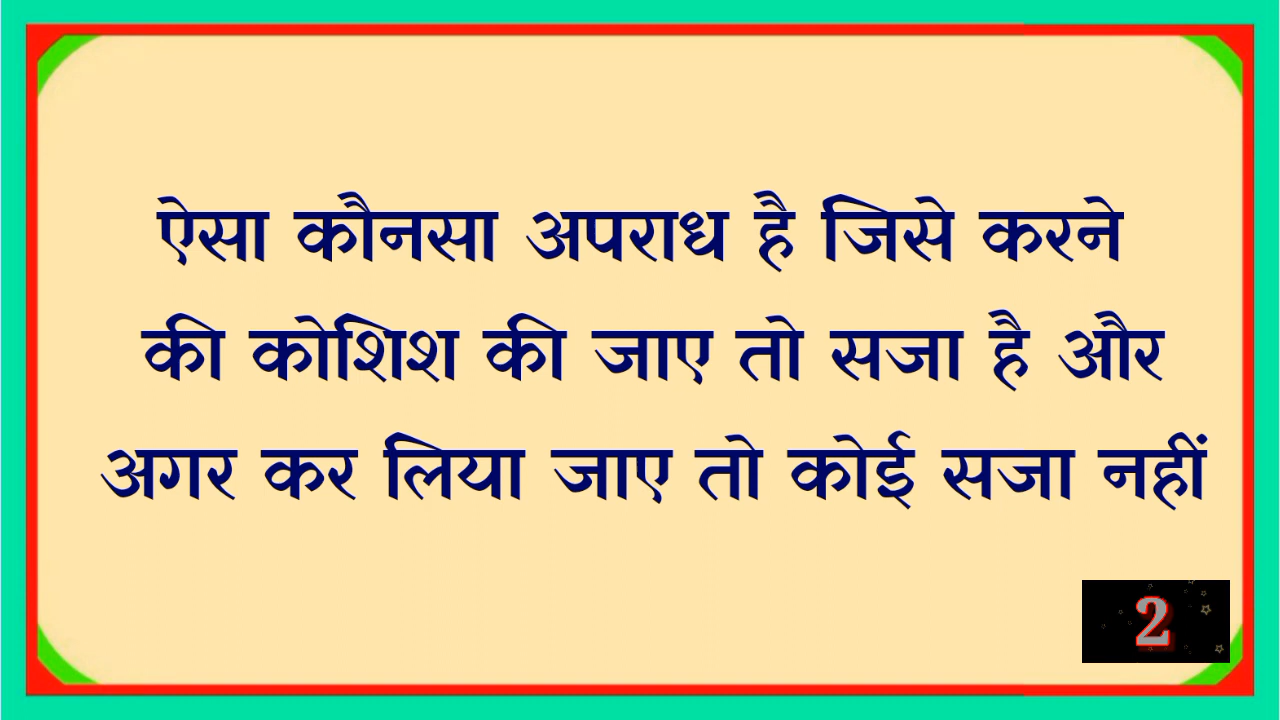 ऐसा कौनसा अपराध है जिसे करने
की कोशिश की जाए तो सजा है और
अगर कर लिया जाए तो कोई सजा नहीं
2